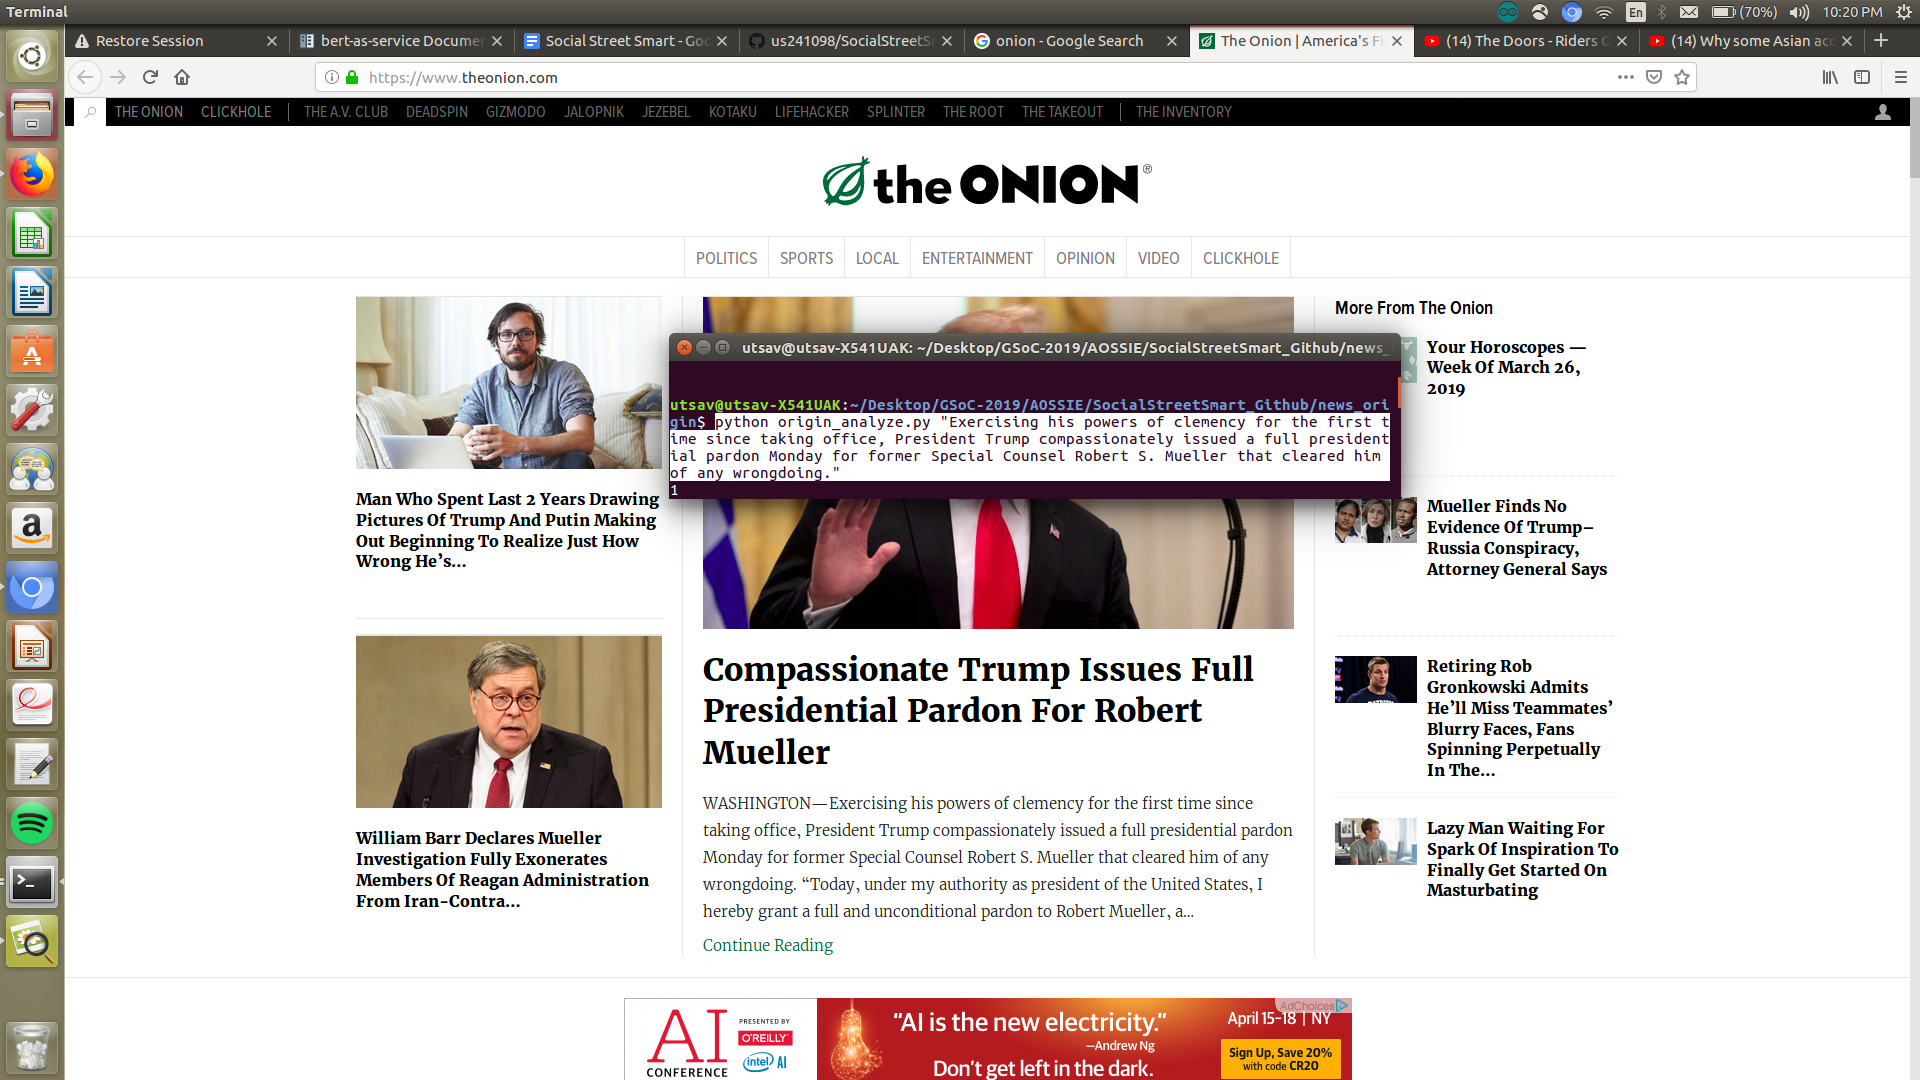 Terminal
En
(70%)
10:20 PM
Restore Session
bert-as-service Documen
Social Street Smart - Goo
us241098/SocialStreetS
onion - Google Search
The Onion | America's Fi
(14) The Doors - Riders O
(14) Why some Asian acc
https://www.theonion.com
THE ONION
CLICKHOLE
THE A.V. CLUB
DEADSPIN
GIZMODO
JALOPNIK
JEZEBEL
KOTAKU
LIFEHACKER
SPLINTER
THE ROOT
THE TAKEOUT
THE INVENTORY
the ONION®
POLITICS
SPORTS
LOCAL
ENTERTAINMENT
OPINION
VIDEO
CLICKHOLE
Man Who Spent Last 2 Years Drawing
Pictures Of Trump And Putin Making
Out Beginning To Realize Just How
Wrong He’s...
William Barr Declares Mueller
Investigation Fully Exonerates
Members Of Reagan Administration
From Iran-Contra...
utsav@utsav-X541UAK: ~/Desktop/GSoC-2019/AOSSIE/SocialStreetSmart_Github/news_
utsav@utsav-X541UAK:~/Desktop/GSoC-2019/AOSSIE/SocialStreetSmart_Github/news_ori
gin$ python origin_analyze.py "Exercising his powers of clemency for the first t
ime since taking office, President Trump compassionately issued a full president
ial pardon Monday for former Special Counsel Robert S. Mueller that cleared him
of any wrongdoing."
1
Compassionate Trump Issues Full
Presidential Pardon For Robert
Mueller
WASHINGTON—Exercising his powers of clemency for the first time since
taking office, President Trump compassionately issued a full presidential pardon
Monday for former Special Counsel Robert S. Mueller that cleared him of any
wrongdoing. “Today, under my authority as president of the United States, I
hereby grant a full and unconditional pardon to Robert Mueller, a...
Continue Reading
More From The Onion
Your Horoscopes —
Week Of March 26,
2019
Mueller Finds No
Evidence Of Trump–
Russia Conspiracy,
Attorney General Says
Retiring Rob
Gronkowski Admits
He’ll Miss Teammates’
Blurry Faces, Fans
Spinning Perpetually
In The...
Lazy Man Waiting For
Spark Of Inspiration To
Finally Get Started On
Masturbating
AI
CONFERENCE
PRESENTED BY
O'REILLY
intel AI
“AI is the new electricity.”
—Andrew Ng
Don't get left in the dark.
AdChoices
April 15-18 | NY
Sign Up, Save 20%
with code CR20